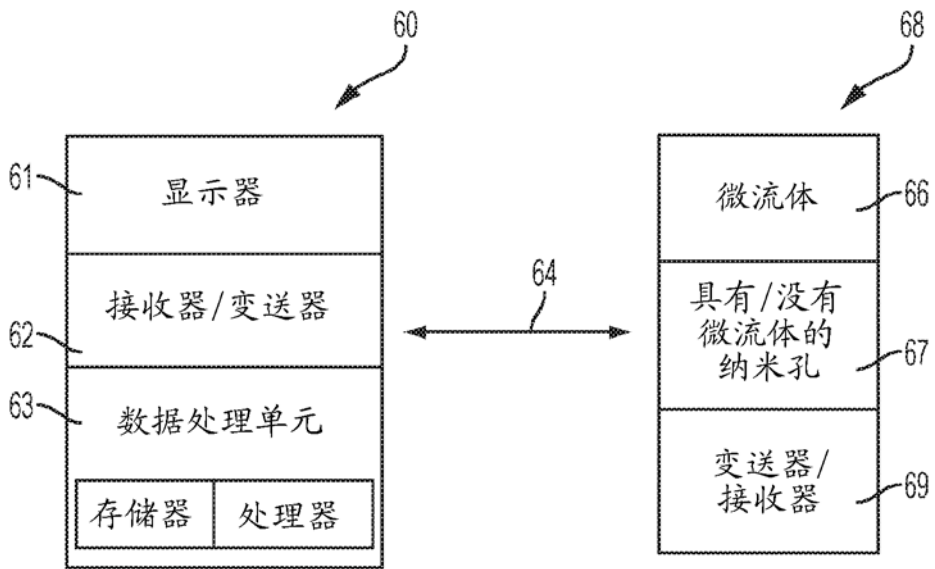 60
68
61
显示器
微流体
66
64
接收器/变送器
具有/没有
微流体的
纳米孔
62
67
63
数据处理单元
变送器/
接收器
69
存储器
处理器